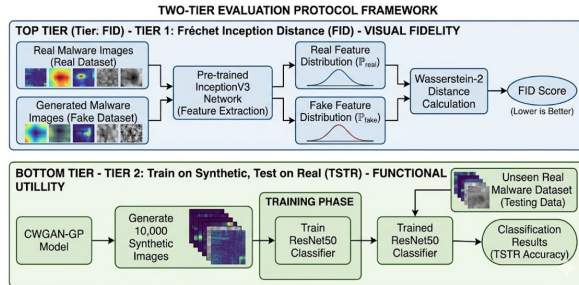 TWO-TIER EVALUATION PROTOCOL FRAMEWORK
TOP TIER (Tier: FID) - TIER 1: Fréchet Inception Distance (FID) - VISUAL FIDELITY
Real Malware Images
(Real Dataset)
Generated Malware
Images (Fake Dataset)
Pre-trained
InceptionV3
Network
(Feature Extraction)
Real Feature
Distribution (ℙreal)
Fake Feature
Distribution (ℙfake)
Wasserstein-2
Distance
Calculation
FID Score
(Lower is Better)
BOTTOM TIER - TIER 2: Train on Synthetic, Test on Real (TSTR) - FUNCTIONAL
UTILLITY
CWGAN-GP
Model
Generate
10,000
Synthetic
Images
TRAINING PHASE
Train
ResNet50
Classifier
Trained
ResNet50
Classifier
Unseen Real
Malware Dataset
(Testing Data)
Classification
Results
(TSTR Accuracy)